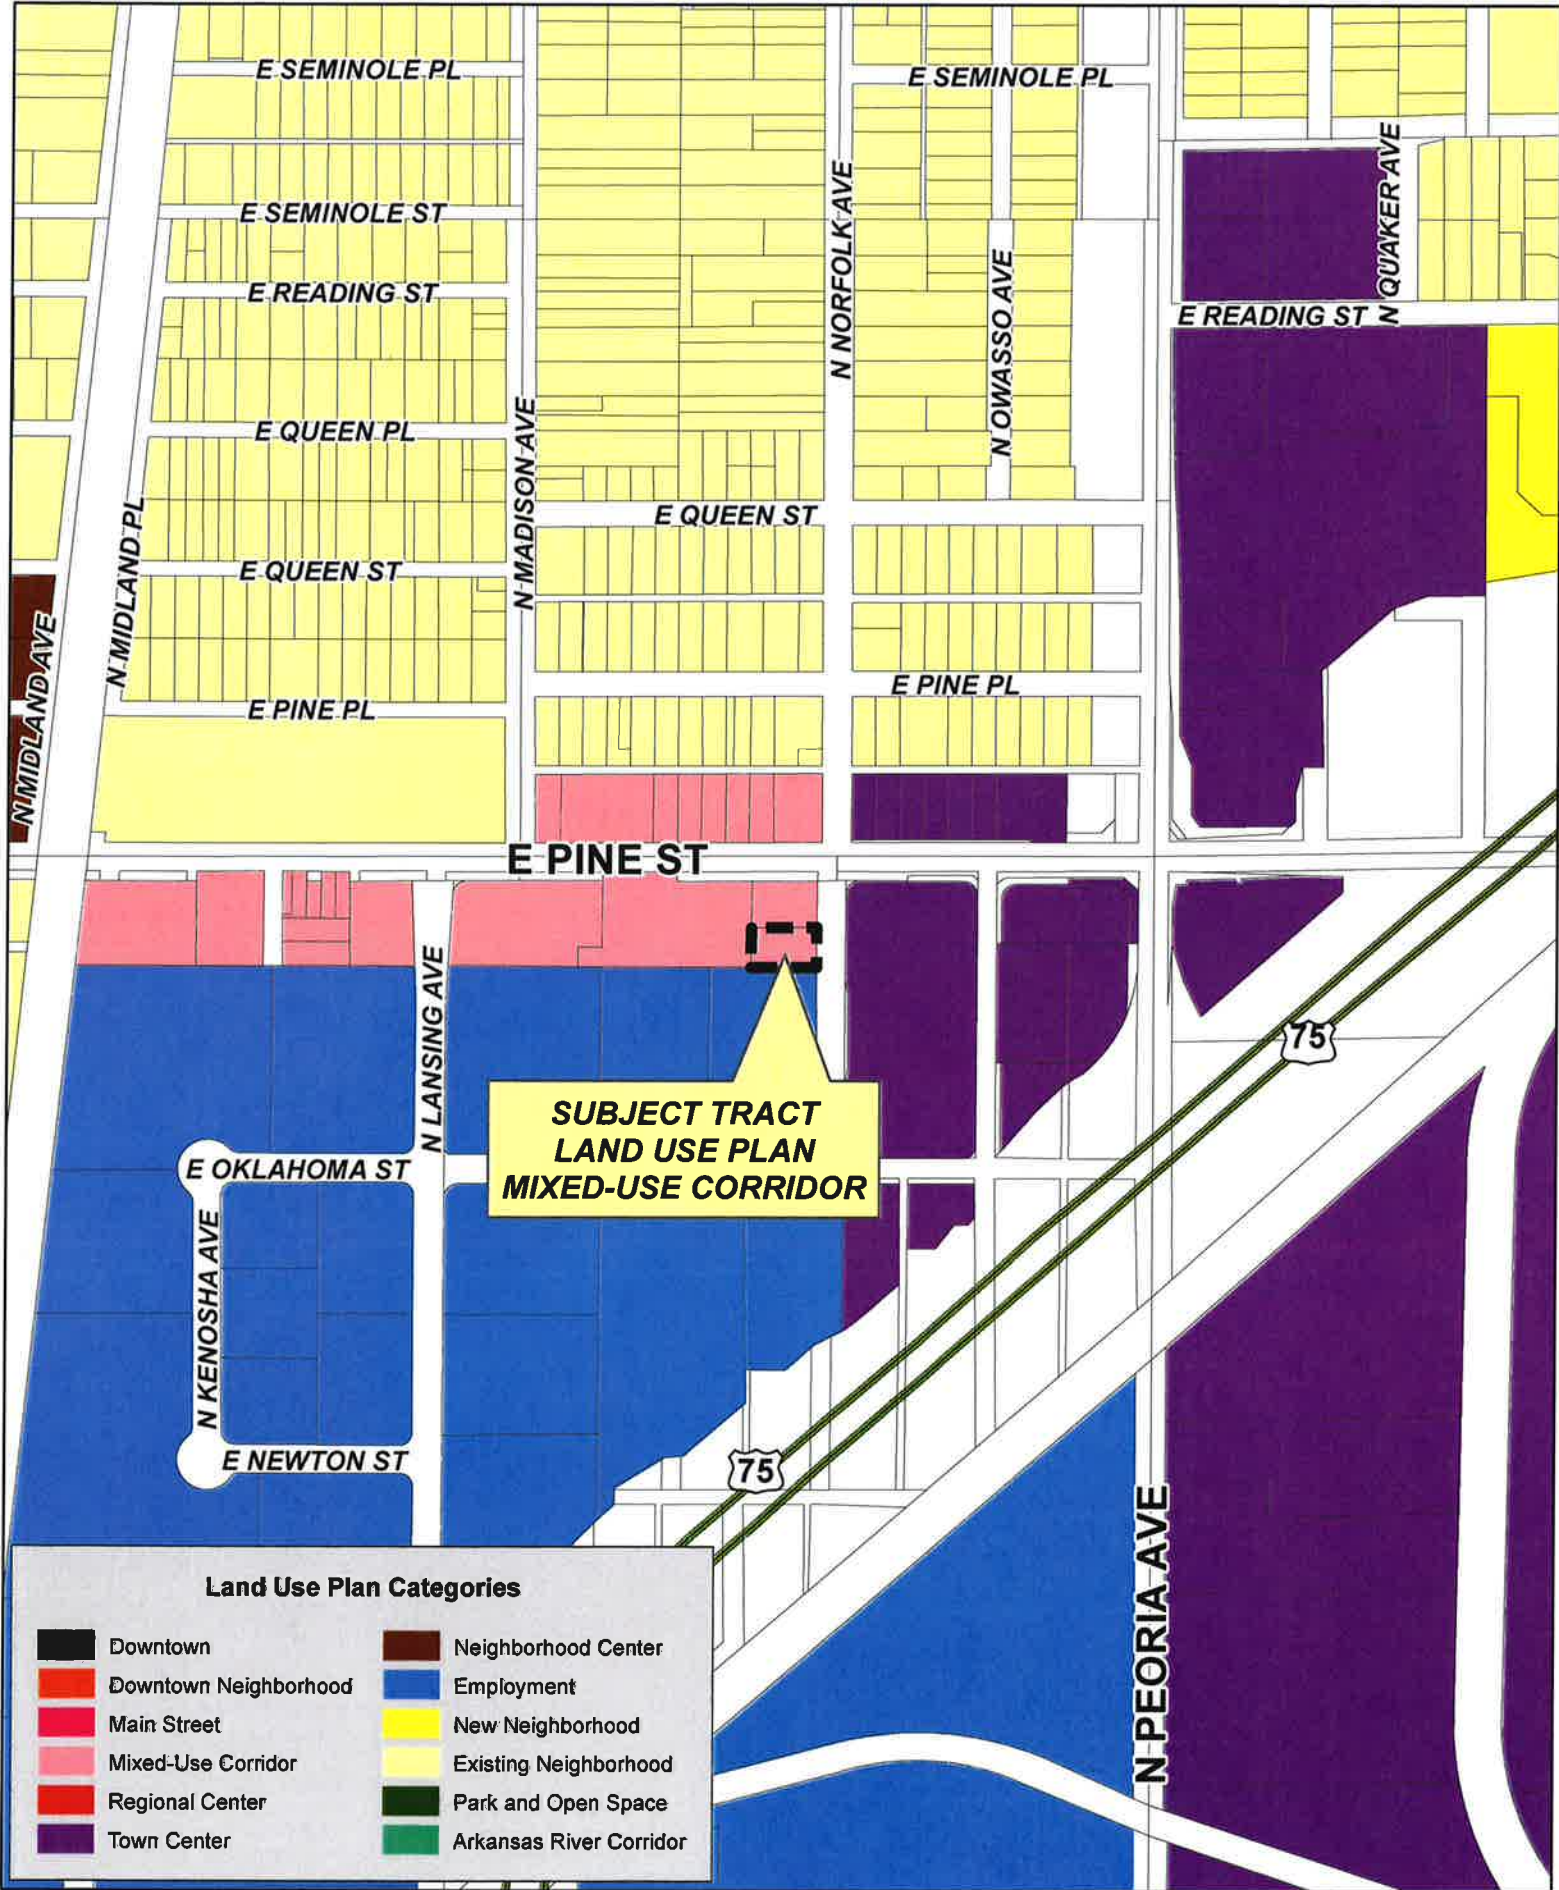 E SEMINOLE PL
E SEMINOLE PL
E SEMINOLE ST
N NORFOLK AVE
N QUAKER AVE
E READING ST
N OWASSO AVE
E READING ST
E QUEEN PL
N MADISON AVE
E QUEEN ST
N MIDLAND PL
E QUEEN ST
N MIDLAND AVE
E PINE PL
E PINE PL
E PINE ST
N LANSING AVE
75
SUBJECT TRACT
LAND USE PLAN
MIXED-USE CORRIDOR
E OKLAHOMA ST
N KENOSHA AVE
E NEWTON ST
75
N PEORIA AVE
Land Use Plan Categories
Downtown
Downtown Neighborhood
Main Street
Mixed-Use Corridor
Regional Center
Town Center
Neighborhood Center
Employment
New Neighborhood
Existing Neighborhood
Park and Open Space
Arkansas River Corridor